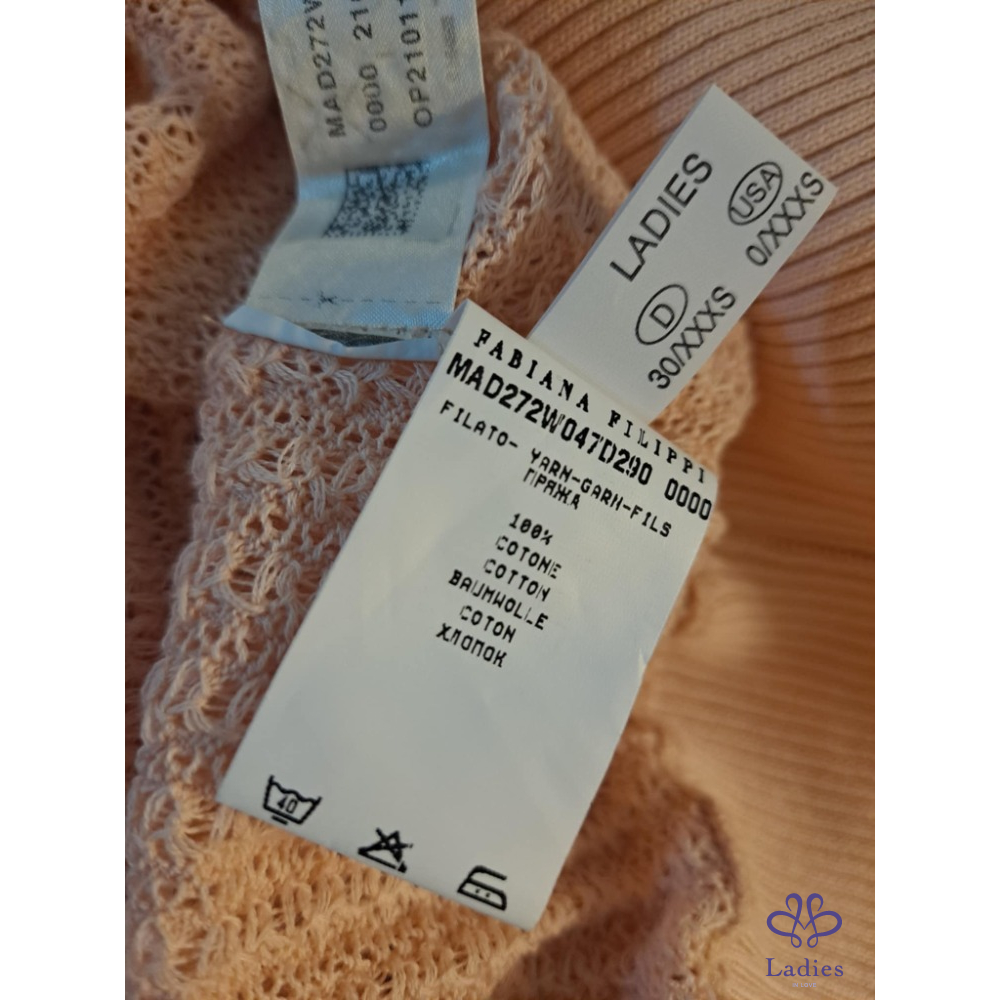 MAD272W
0000 21
OP2101
LADIES
USA
0/XXXS
D
30/XXXS
FABIANA FILIPPI
MAD272W047D290 0000
FILATO- YARN-GARN-FILS
ПРЯЖА
100%
COTONE
COTTON
BAUMWOLLE
COTON
ХЛОПОК
40
Ladies